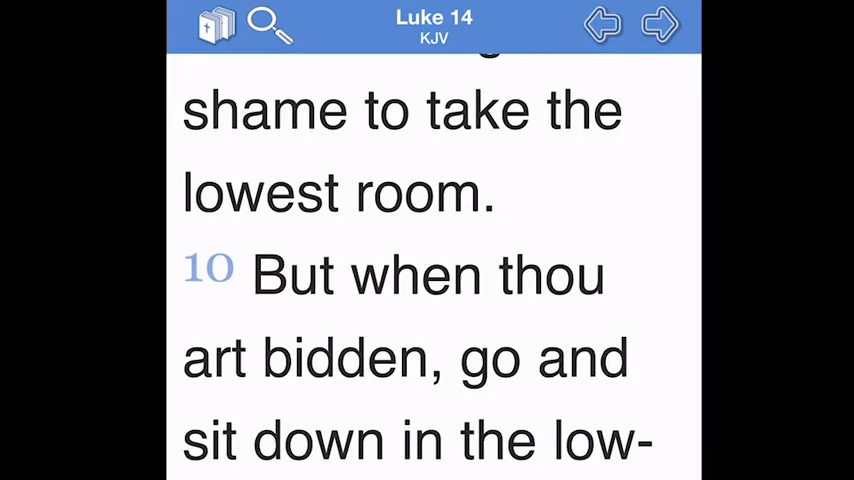 Luke 14
KJV
shame to take the
lowest room.
10 But when thou
art bidden, go and
sit down in the low-